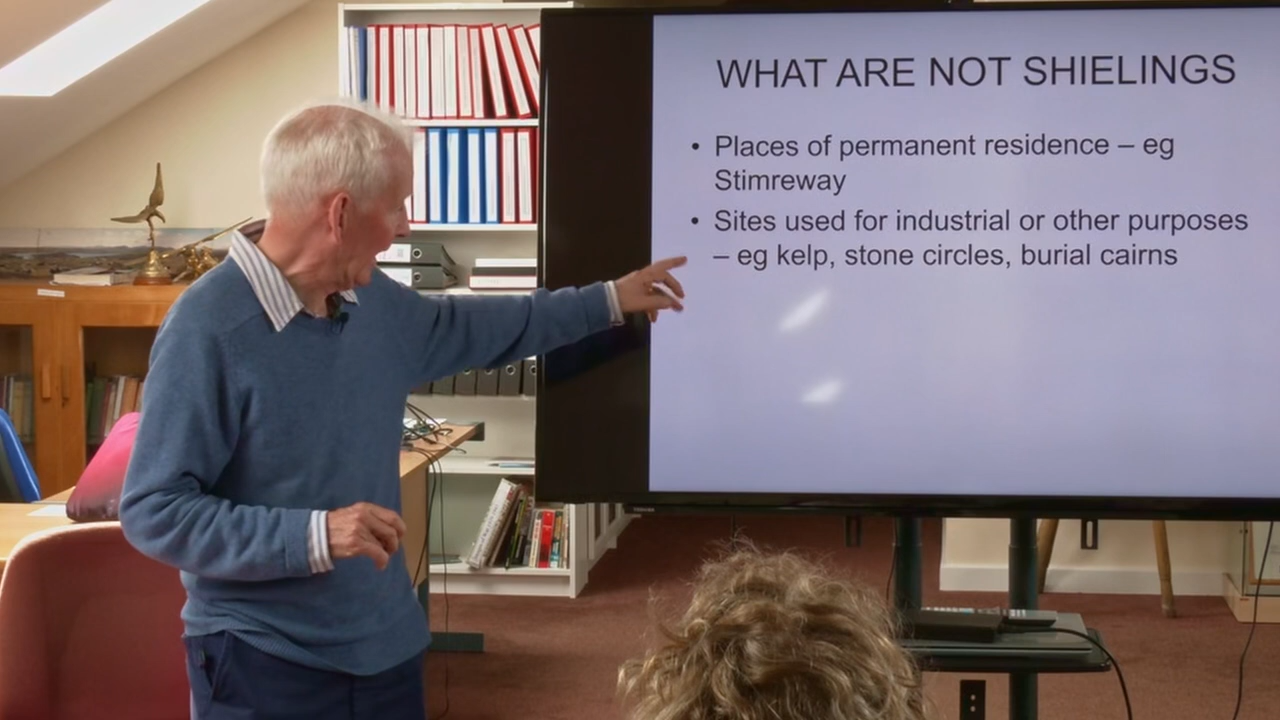 WHAT ARE NOT SHIELINGS
• Places of permanent residence – eg
Stimreway
• Sites used for industrial or other purposes
– eg kelp, stone circles, burial cairns
TOSHIBA